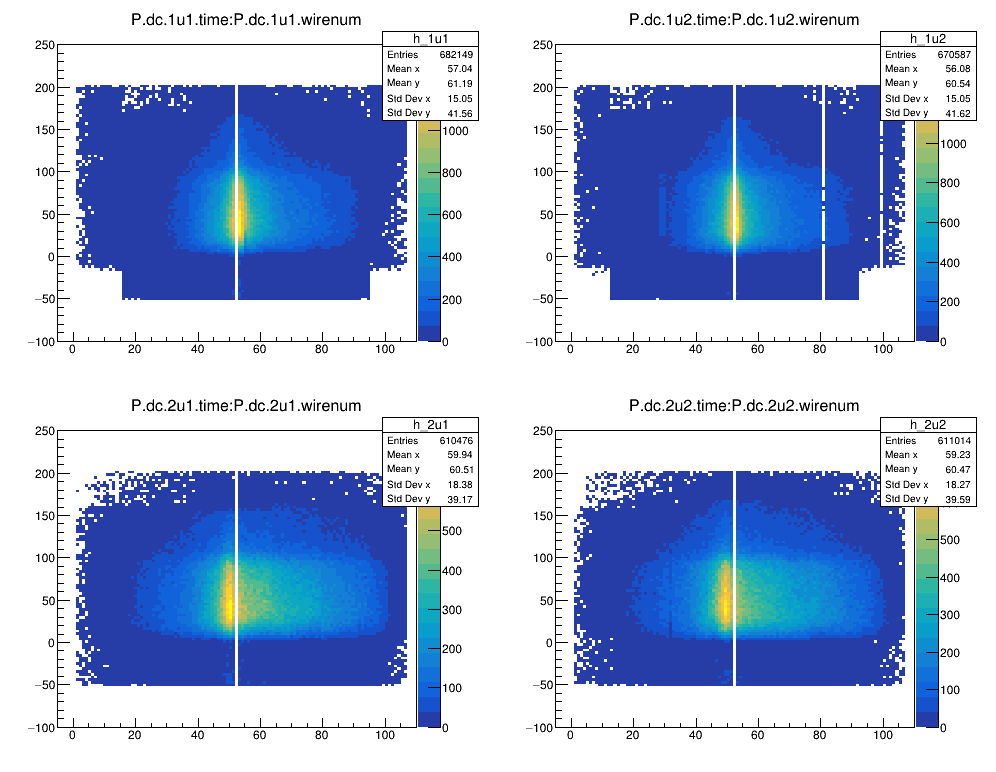 P.dc.1u1.time:P.dc.1u1.wirenum
h_1u1
Entries 682149
Mean x 57.04
Mean y 61.19
Std Dev x 15.05
Std Dev y 41.56
250
200
150
100
50
0
−50
−100
0 20 40 60 80 100
1000
800
600
400
200
0
P.dc.1u2.time:P.dc.1u2.wirenum
h_1u2
Entries 670587
Mean x 56.08
Mean y 60.54
Std Dev x 15.05
Std Dev y 41.62
250
200
150
100
50
0
−50
−100
0 20 40 60 80 100
1000
800
600
400
200
0
P.dc.2u1.time:P.dc.2u1.wirenum
h_2u1
Entries 610476
Mean x 59.94
Mean y 60.51
Std Dev x 18.38
Std Dev y 39.17
250
200
150
100
50
0
−50
−100
0 20 40 60 80 100
500
400
300
200
100
0
P.dc.2u2.time:P.dc.2u2.wirenum
h_2u2
Entries 611014
Mean x 59.23
Mean y 60.47
Std Dev x 18.27
Std Dev y 39.59
250
200
150
100
50
0
−50
−100
0 20 40 60 80 100
500
400
300
200
100
0